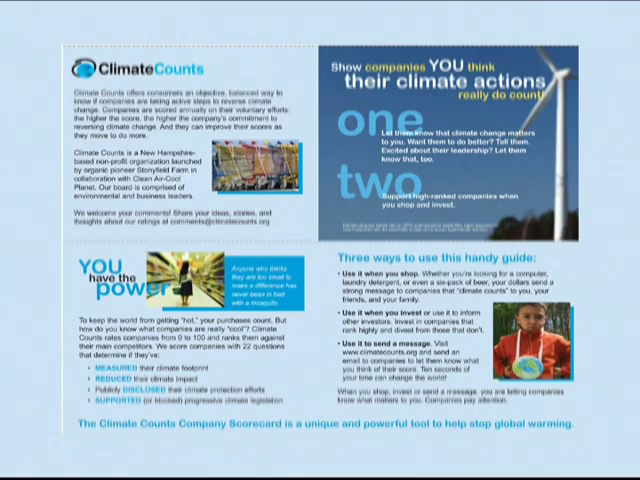 ClimateCounts
Climate Counts offers consumers an objective, balanced way to
know if companies are taking active steps to reverse climate
change. Companies are scored annually on their voluntary efforts:
the higher the score, the higher the company's commitment to
reversing climate change. And they can improve their scores as
they move to do more.
Climate Counts is a New Hampshire-
based non-profit organization launched
by organic pioneer Stonyfield Farm in
collaboration with Clean Air-Cool
Planet. Our board is comprised of
environmental and business leaders.
We welcome your comments! Share your ideas, stories, and
thoughts about our ratings at comments@climatecounts.org
Show companies YOU think
their climate actions
really do count!
one
Let them know that climate change matters
to you. Want them to do better? Tell them.
Excited about their leadership? Let them
know that, too.
two
Support high-ranked companies when
you shop and invest.
YOU
have the
power
Anyone who thinks
they are too small to
make a difference has
never been in bed
with a mosquito.
To keep the world from getting "hot," your purchases count. But
how do you know what companies are really "cool"? Climate
Counts rates companies from 0 to 100 and ranks them against
their main competitors. We score companies with 22 questions
that determine if they've:
• MEASURED their climate footprint
• REDUCED their climate impact
• Publicly DISCLOSED their climate protection efforts
• SUPPORTED (or blocked) progressive climate legislation
Three ways to use this handy guide:
• Use it when you shop. Whether you're looking for a computer,
laundry detergent, or even a six-pack of beer, your dollars send a
strong message to companies that "climate counts" to you, your
friends, and your family.
• Use it when you invest or use it to inform
other investors. Invest in companies that
rank highly and divest from those that don't.
• Use it to send a message. Visit
www.climatecounts.org and send an
email to companies to let them know what
you think of their score. Ten seconds of
your time can change the world!
When you shop, invest or send a message, you are letting companies
know what matters to you. Companies pay attention.
The Climate Counts Company Scorecard is a unique and powerful tool to help stop global warming.